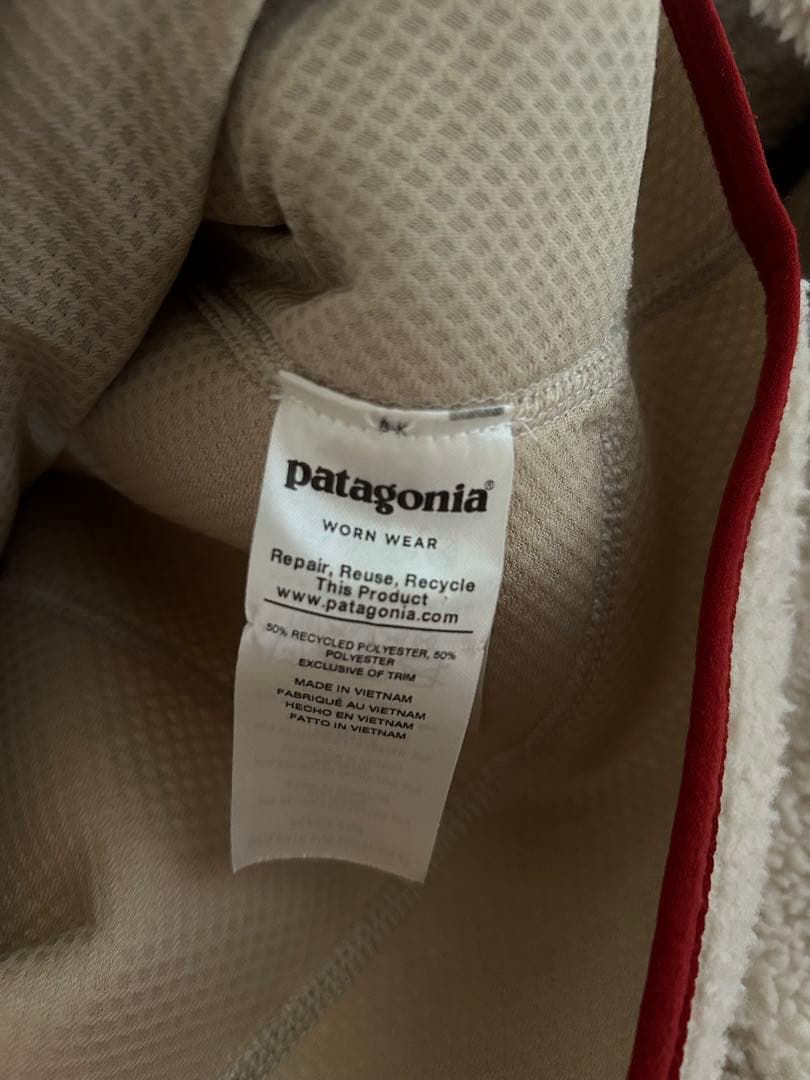 patagonia®
WORN WEAR
Repair, Reuse, Recycle
This Product
www.patagonia.com
50% RECYCLED POLYESTER, 50%
POLYESTER
EXCLUSIVE OF TRIM
MADE IN VIETNAM
FABRIQUÉ AU VIETNAM
HECHO EN VIETNAM
FATTO IN VIETNAM